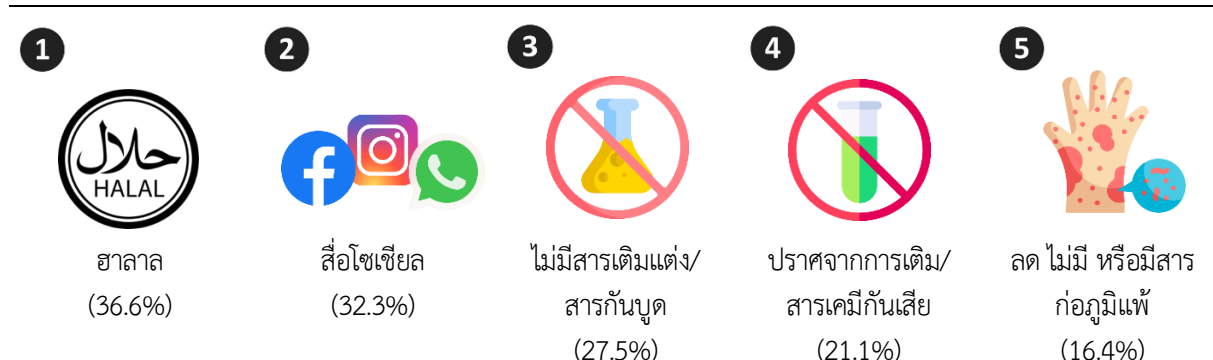 1
2
3
4
5
حلال
HALAL
ฮาลาล
(36.6%)
สื่อโซเชียล
(32.3%)
ไม่มีสารเติมแต่ง/
สารกันบูด
(27.5%)
ปราศจากการเติม/
สารเคมีกันเสีย
(21.1%)
ลด ไม่มี หรือมีสาร
ก่อภูมิแพ้
(16.4%)